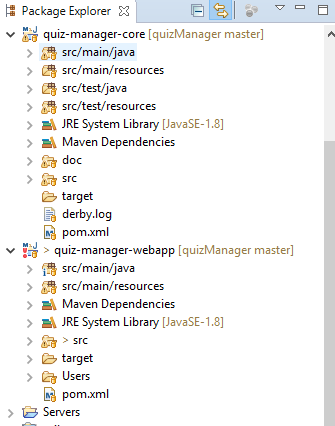 Package Explorer
quiz-manager-core [quizManager master]
src/main/java
src/main/resources
src/test/java
src/test/resources
JRE System Library [JavaSE-1.8]
Maven Dependencies
doc
src
target
derby.log
pom.xml
> quiz-manager-webapp [quizManager master]
src/main/java
src/main/resources
Maven Dependencies
JRE System Library [JavaSE-1.8]
> src
target
Users
pom.xml
Servers